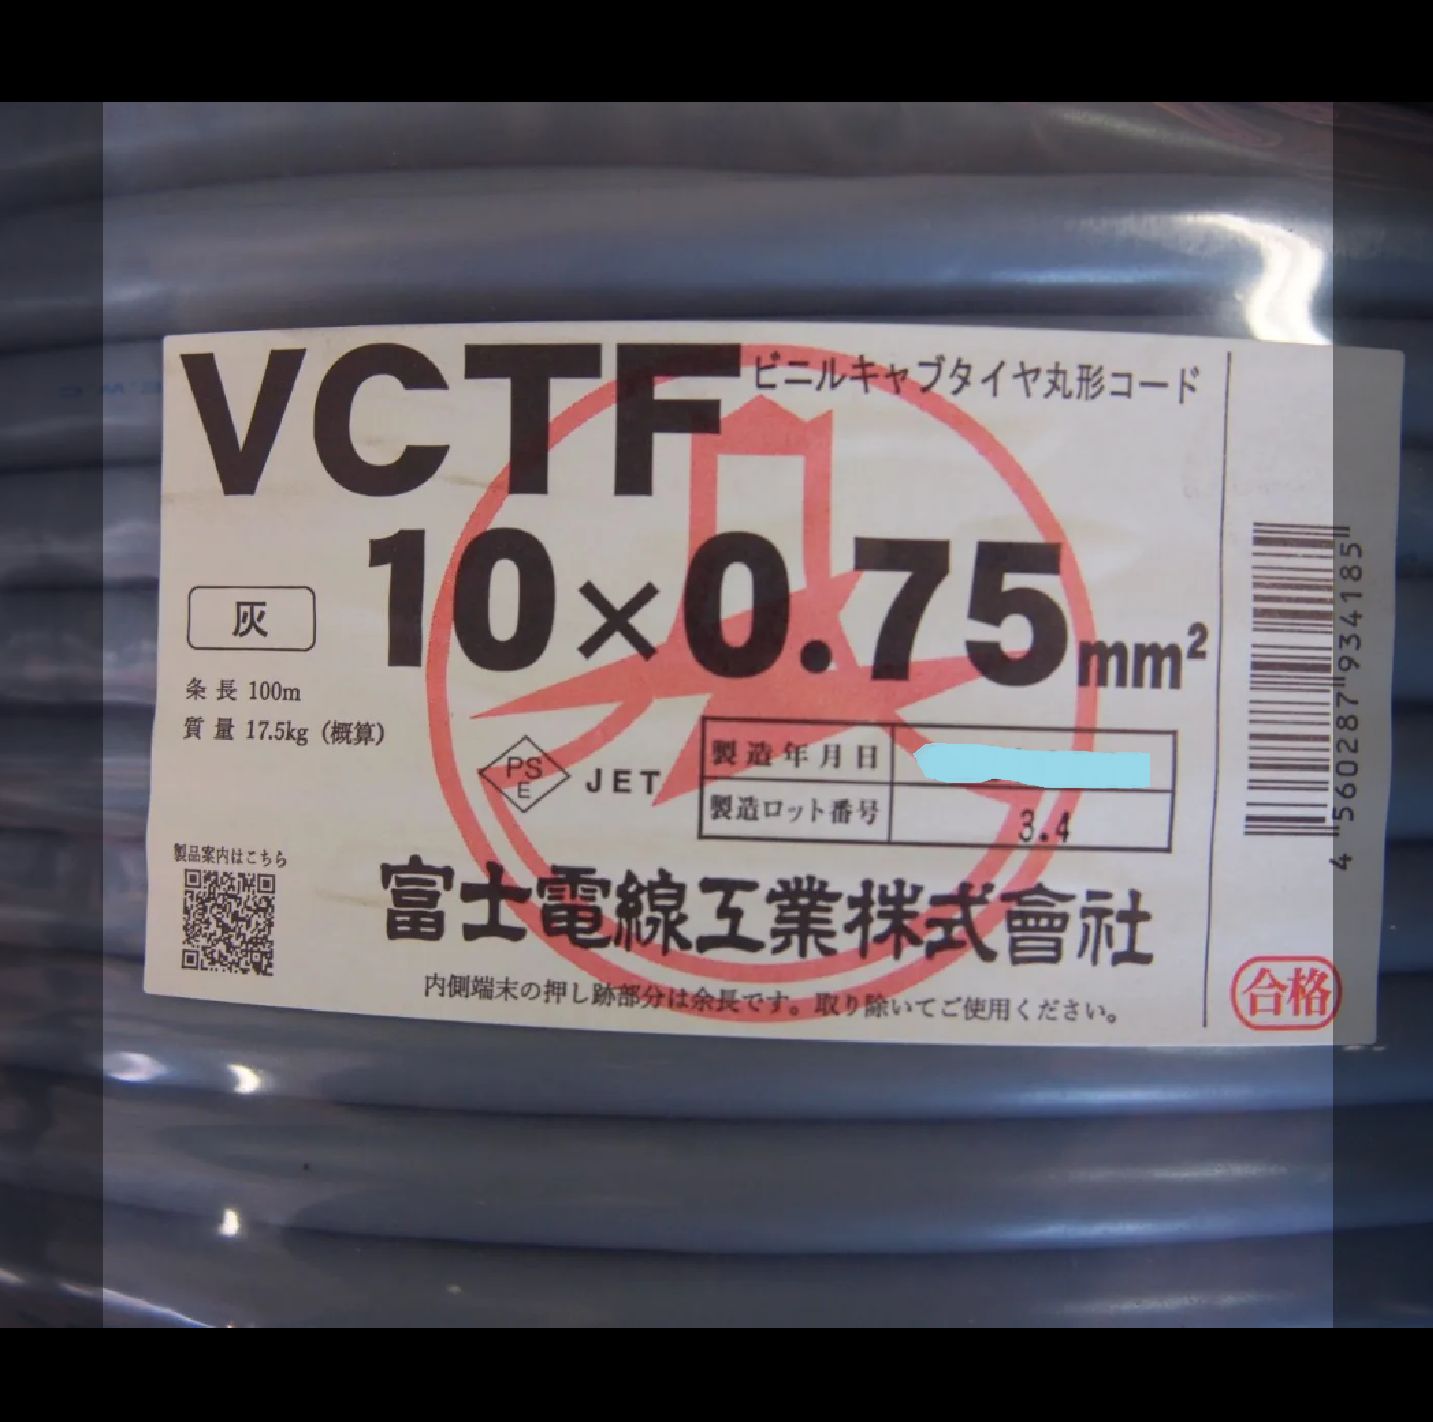 VCTF ビニルキャブタイヤ丸形コード
10×0.75mm²
灰
条長 100m
質量 17.5kg（概算）
PS
E
JET
製造年月日
製造ロット番号 3.4
製品案内はこちら
富士電線工業株式會社
内側端末の押し跡部分は余長です。取り除いてご使用ください。
4 560287 934185
合格